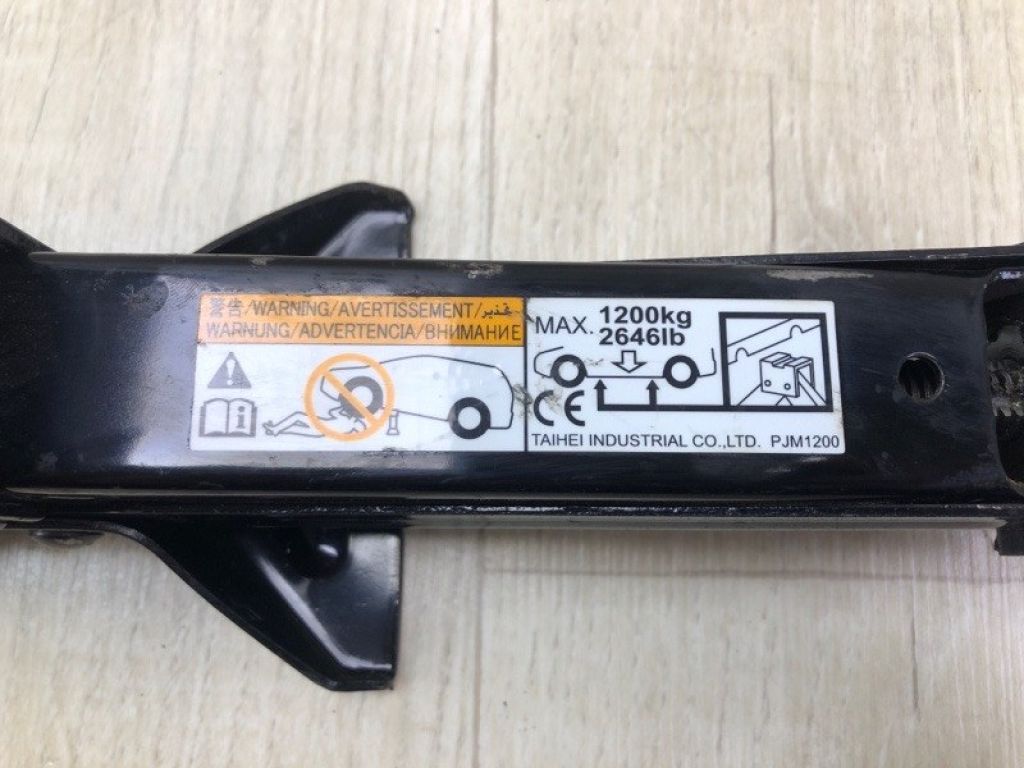 警告/WARNING/AVERTISSEMENT/تحذير
WARNUNG/ADVERTENCIA/ВНИМАНИЕ
MAX. 1200kg
2646lb
i
CE
TAIHEI INDUSTRIAL CO.,LTD. PJM1200